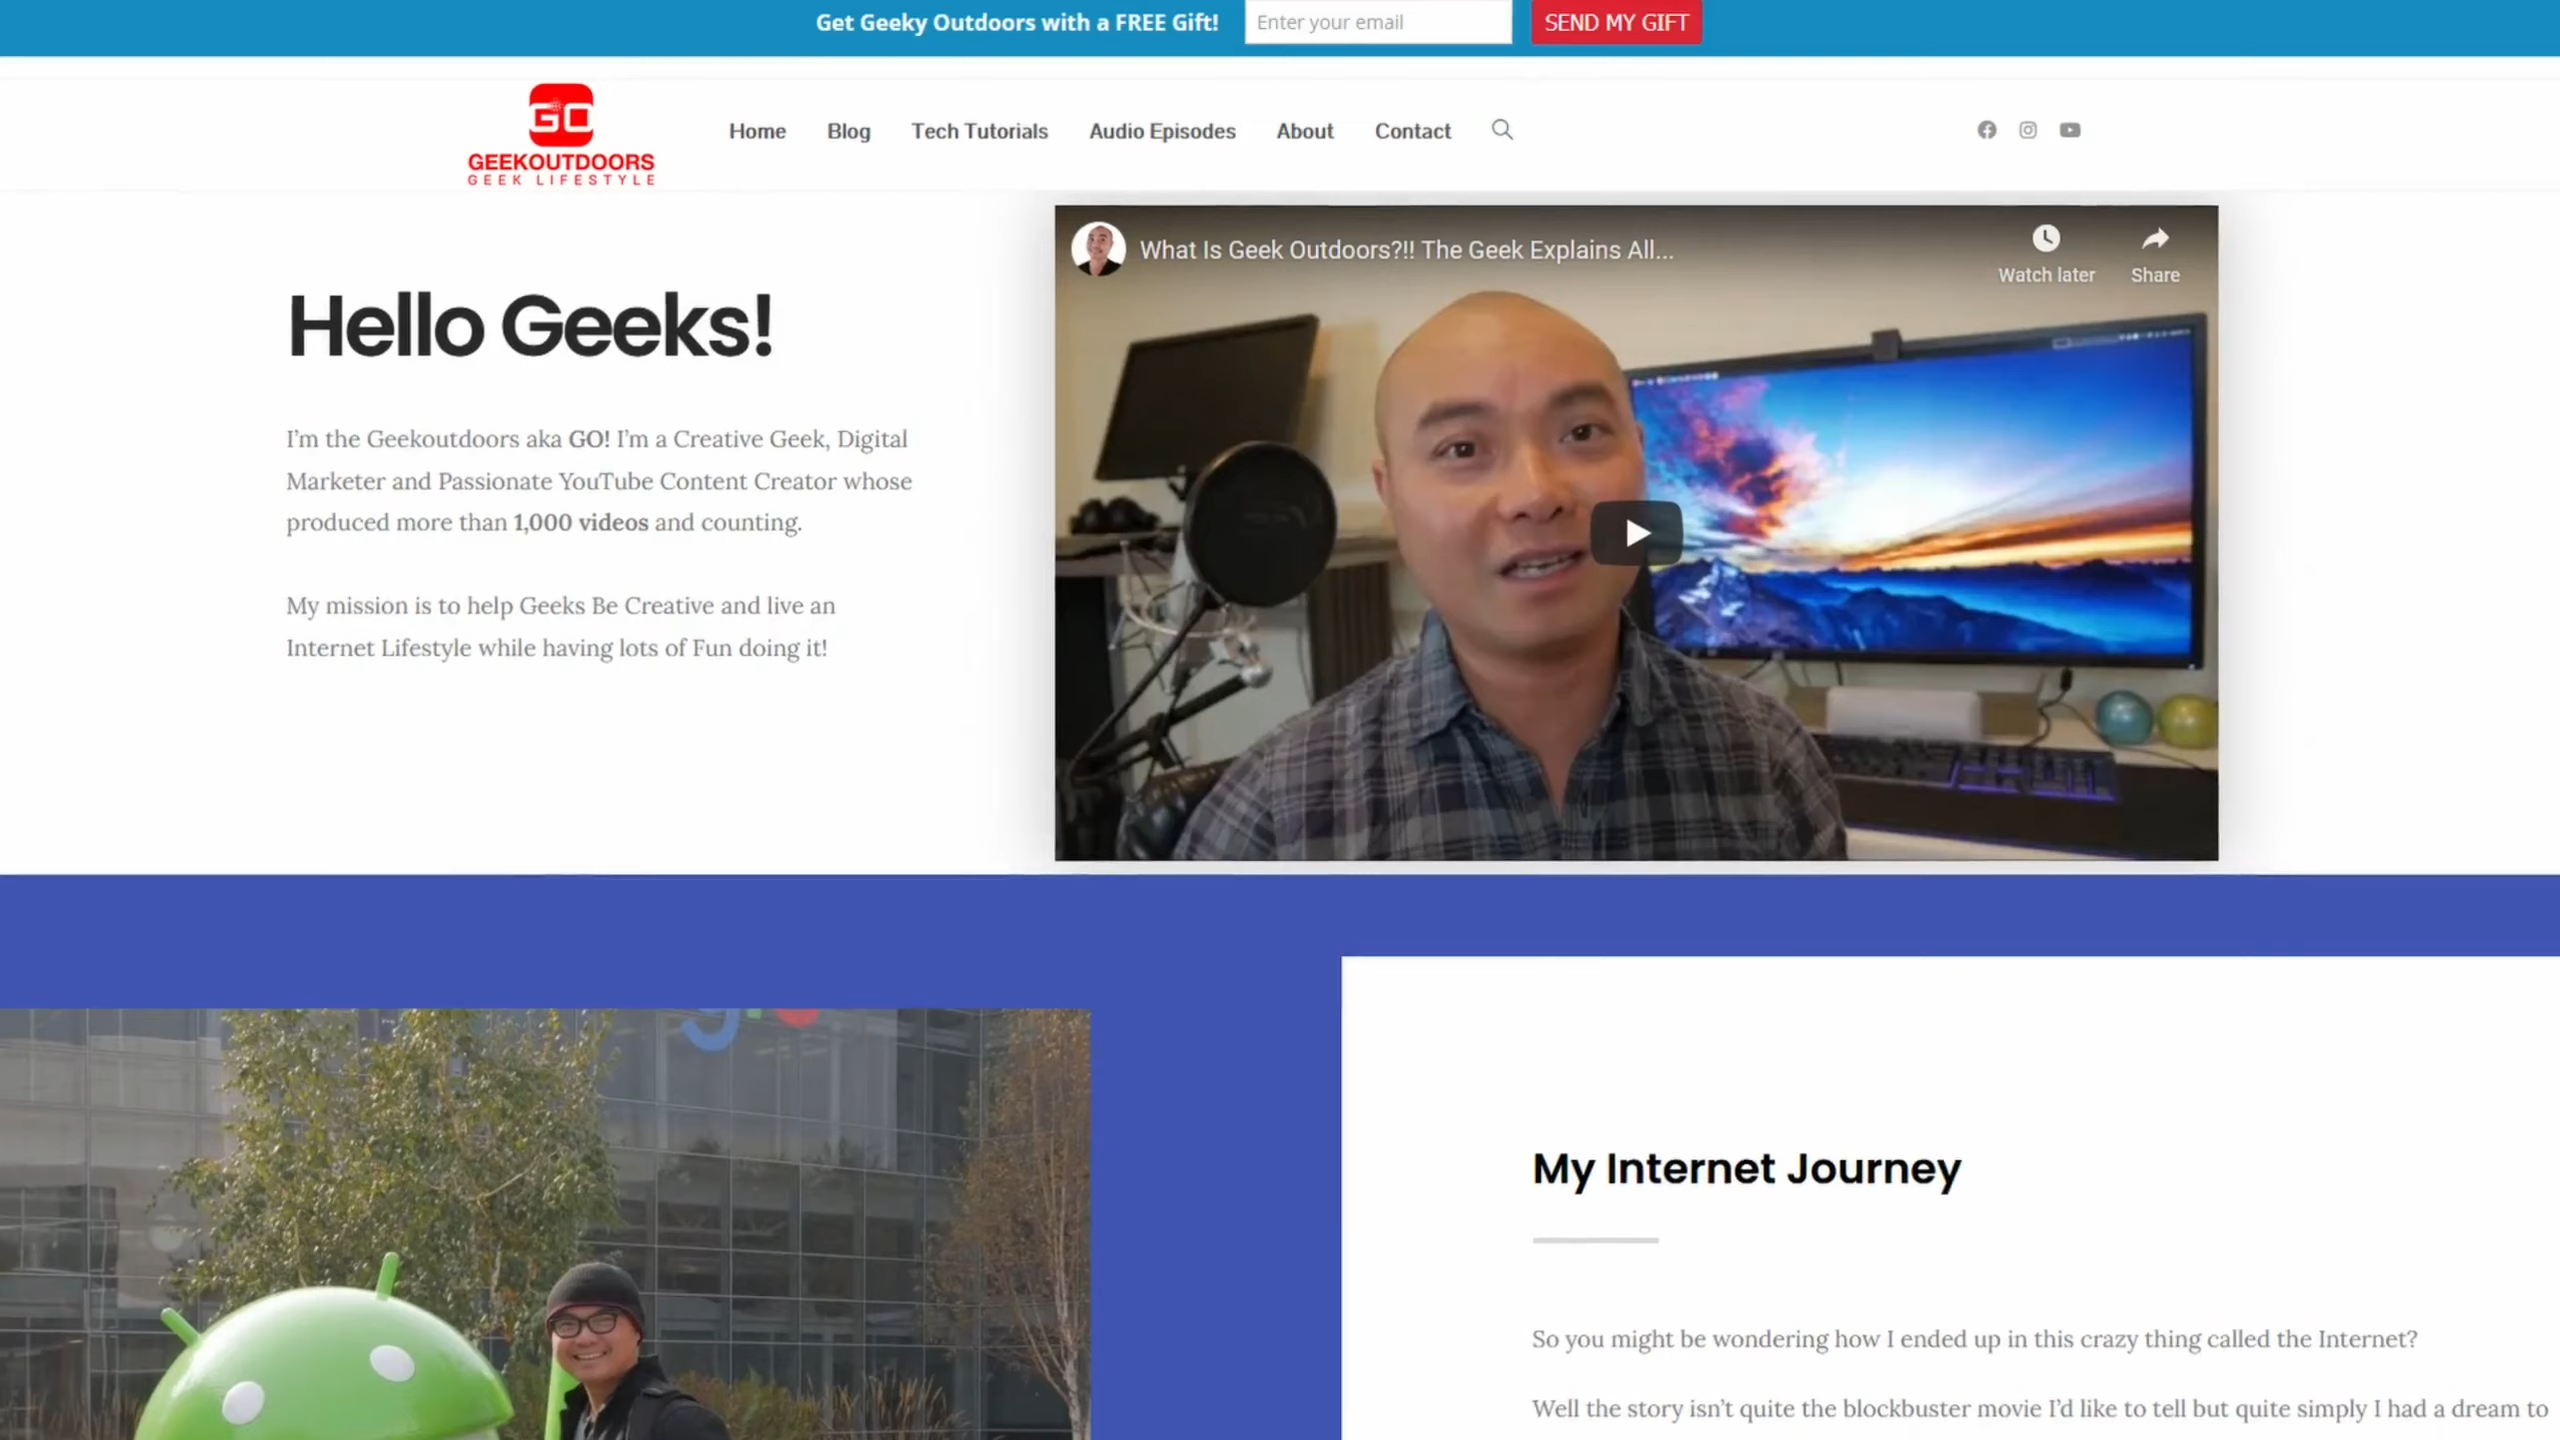 Get Geeky Outdoors with a FREE Gift! Enter your email SEND MY GIFT
GO
GEEKOUTDOORS
GEEK LIFESTYLE
Home Blog Tech Tutorials Audio Episodes About Contact
What Is Geek Outdoors?!! The Geek Explains All...
Watch later Share
Hello Geeks!
I'm the Geekoutdoors aka GO! I'm a Creative Geek, Digital
Marketer and Passionate YouTube Content Creator whose
produced more than 1,000 videos and counting.
My mission is to help Geeks Be Creative and live an
Internet Lifestyle while having lots of Fun doing it!
My Internet Journey
So you might be wondering how I ended up in this crazy thing called the Internet?
Well the story isn't quite the blockbuster movie I'd like to tell but quite simply I had a dream to